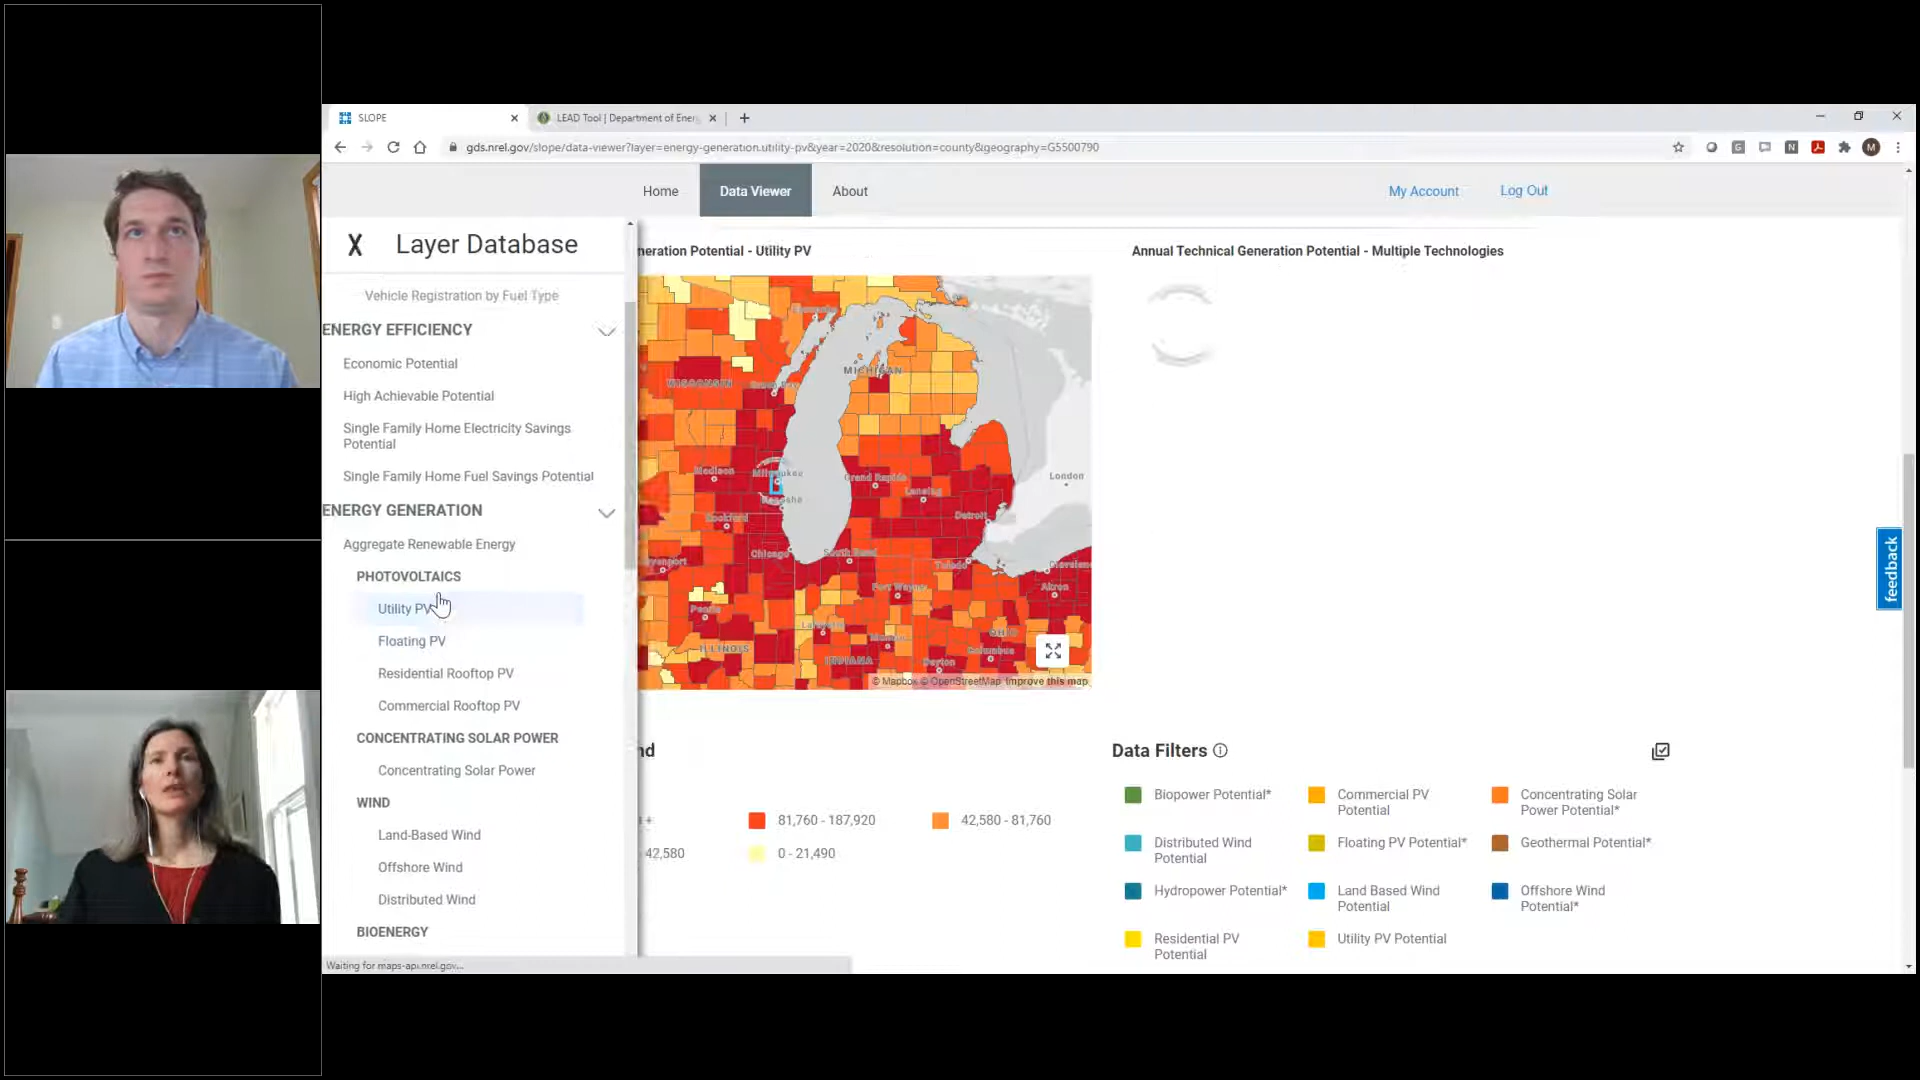 SLOPE
LEAD Tool | Department of Ener
gds.nrel.gov/slope/data-viewer?layer=energy-generation.utility-pv&year=2020&resolution=county&geography=G5500790
Home
Data Viewer
About
My Account
Log Out
X Layer Database
Vehicle Registration by Fuel Type
ENERGY EFFICIENCY
Economic Potential
High Achievable Potential
Single Family Home Electricity Savings
Potential
Single Family Home Fuel Savings Potential
ENERGY GENERATION
Aggregate Renewable Energy
PHOTOVOLTAICS
Utility PV
Floating PV
Residential Rooftop PV
Commercial Rooftop PV
CONCENTRATING SOLAR POWER
Concentrating Solar Power
WIND
Land-Based Wind
Offshore Wind
Distributed Wind
BIOENERGY
Waiting for maps-api.nrel.gov...
neration Potential - Utility PV
MICHIGAN
WISCONSIN
Madison
Grand Rapids
Lansing
London
Rockford
Detroit
Chicago
South Bend
Toledo
Cleveland
Fort Wayne
Akron
Peoria
Lafayette
OHIO
ILLINOIS
INDIANA
Dayton
Columbus
© Mapbox © OpenStreetMap Improve this map
nd
+
81,760 - 187,920
42,580 - 81,760
42,580
0 - 21,490
Annual Technical Generation Potential - Multiple Technologies
Data Filters
Biopower Potential*
Commercial PV
Potential
Concentrating Solar
Power Potential*
Distributed Wind
Potential
Floating PV Potential*
Geothermal Potential*
Hydropower Potential*
Land Based Wind
Potential
Offshore Wind
Potential*
Residential PV
Potential
Utility PV Potential
feedback